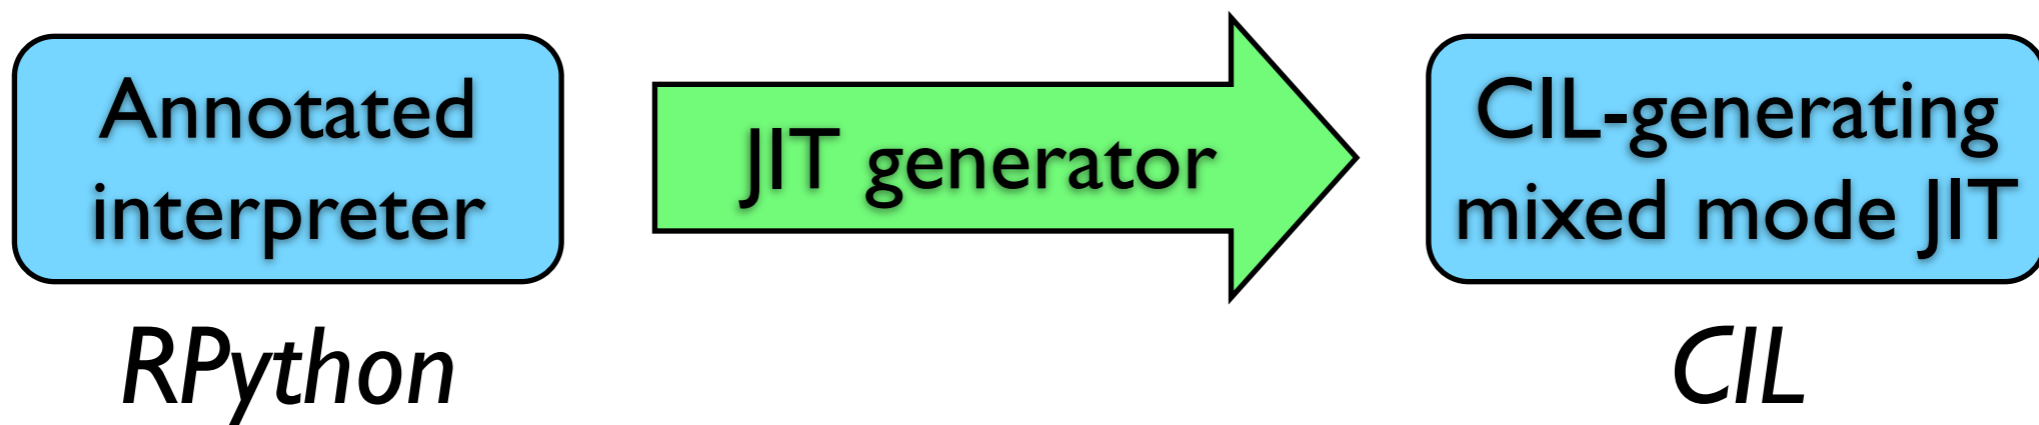 Annotated
interpreter
RPython
JIT generator
CIL-generating
mixed mode JIT
CIL